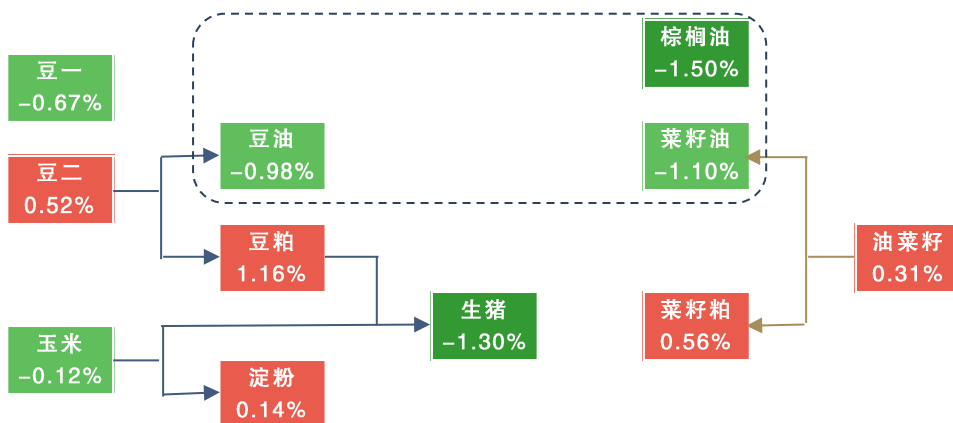 棕榈油
-1.50%
豆一
-0.67%
豆油
-0.98%
菜籽油
-1.10%
豆二
0.52%
豆粕
1.16%
油菜籽
0.31%
生猪
-1.30%
菜籽粕
0.56%
玉米
-0.12%
淀粉
0.14%